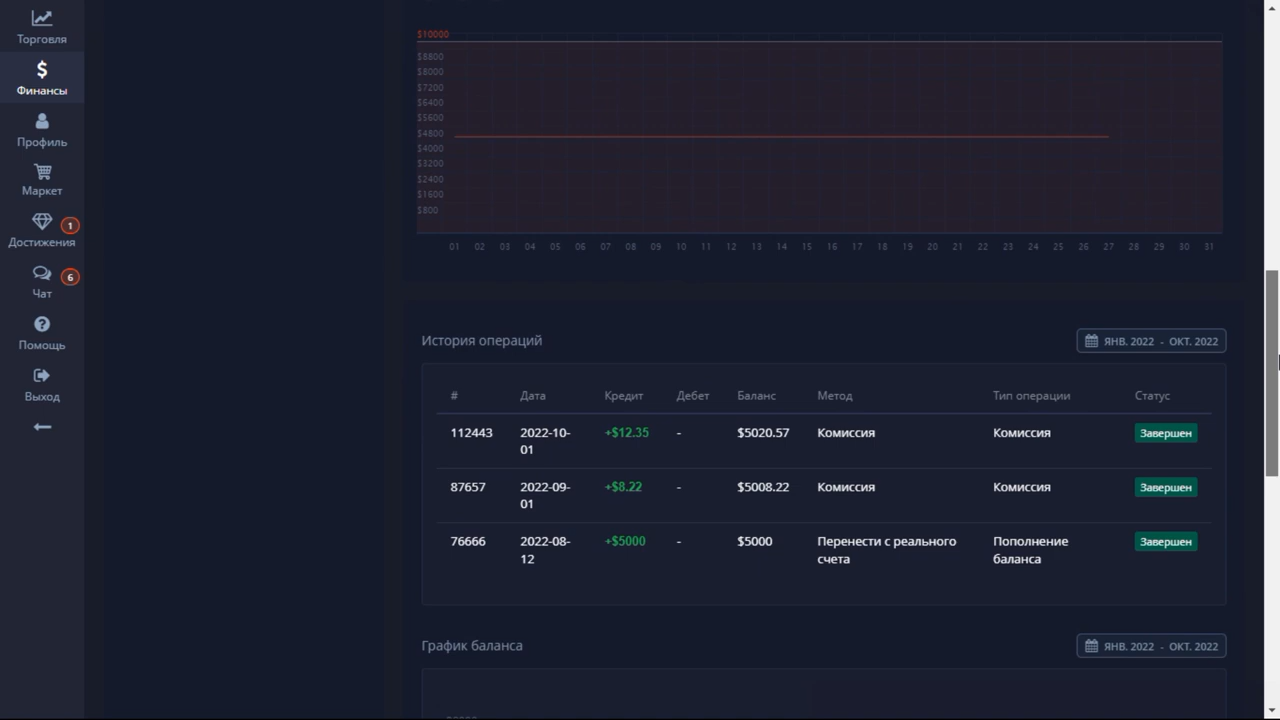 Торговля
Финансы
Профиль
Маркет
1
Достижения
6
Чат
Помощь
Выход
$10000
$8800
$8000
$7200
$6400
$5600
$4800
$4000
$3200
$2400
$1600
$800
01 02 03 04 05 06 07 08 09 10 11 12 13 14 15 16 17 18 19 20 21 22 23 24 25 26 27 28 29 30 31
История операций
ЯНВ. 2022 - ОКТ. 2022
# Дата Кредит Дебет Баланс Метод Тип операции Статус
112443 2022-10- +$12.35 - $5020.57 Комиссия Комиссия Завершен
01
87657 2022-09- +$8.22 - $5008.22 Комиссия Комиссия Завершен
01
76666 2022-08- +$5000 - $5000 Перенести с реального Пополнение Завершен
12 счета баланса
График баланса
ЯНВ. 2022 - ОКТ. 2022